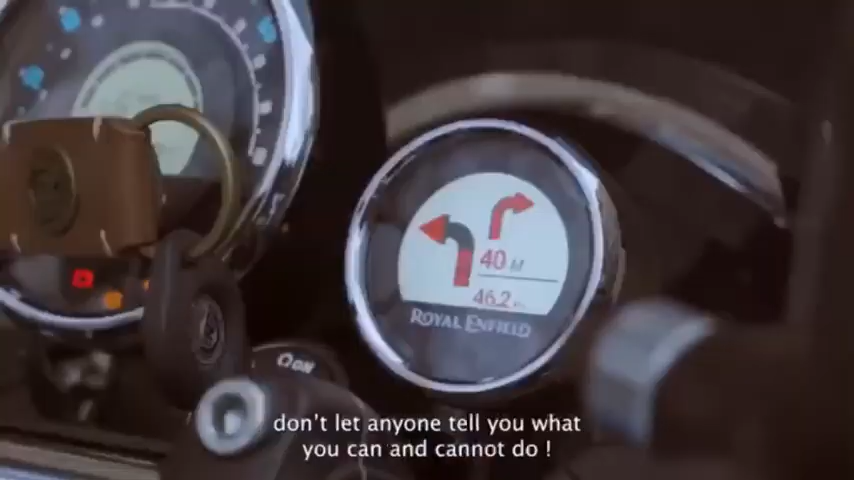 40 M
46.2
ROYAL ENFIELD
ON
don't let anyone tell you what
you can and cannot do !